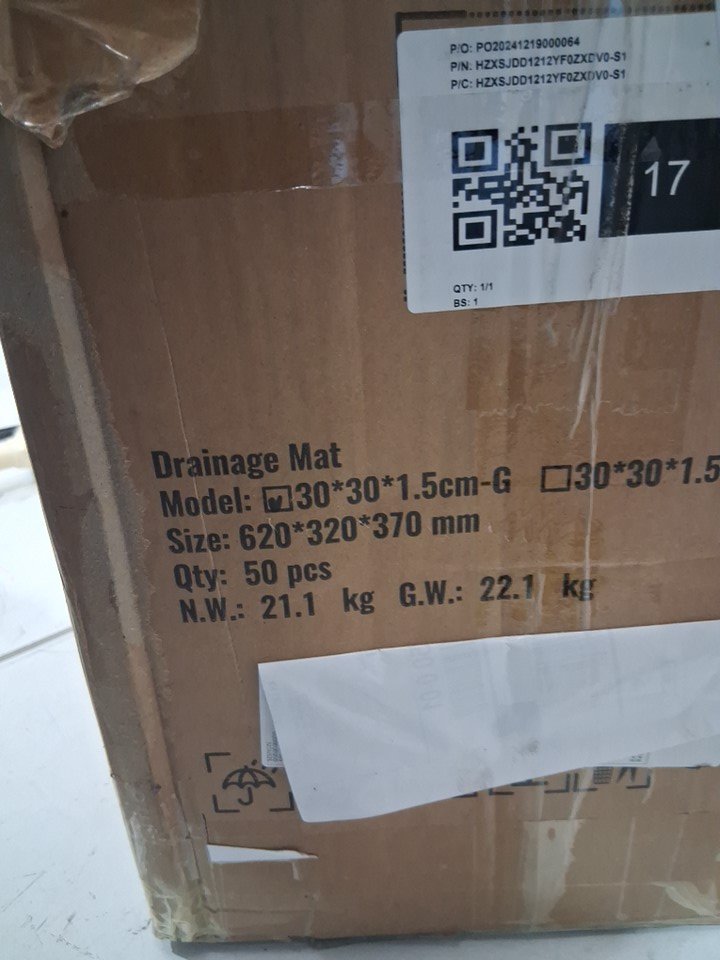 P/O: PO20241219000064
P/N: HZXSJDD1212YF0ZXDV0-S1
P/C: HZXSJDD1212YF0ZXDV0-S1
17
QTY: 1/1
BS: 1
Drainage Mat
Model: 30*30*1.5cm-G 30*30*1.5
Size: 620*320*370 mm
Qty: 50 pcs
N.W.: 21.1 kg G.W.: 22.1 kg